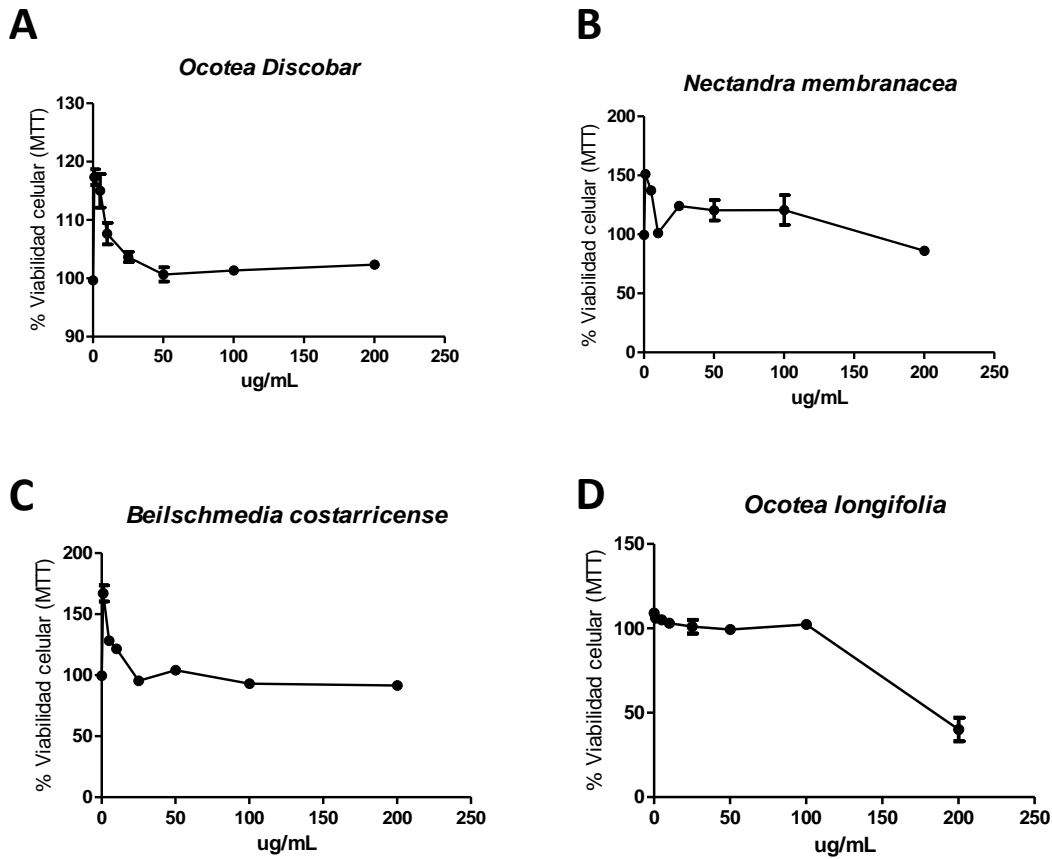 A
Ocotea Discobar
% Viabilidad celular (MTT)
130
120
110
100
90
0 50 100 150 200 250
ug/mL
B
Nectandra membranacea
% Viabilidad celular (MTT)
200
150
100
50
0
0 50 100 150 200 250
ug/mL
C
Beilschmedia costarricense
% Viabilidad celular (MTT)
200
150
100
50
0
0 50 100 150 200 250
ug/mL
D
Ocotea longifolia
% Viabilidad celular (MTT)
150
100
50
0
0 50 100 150 200 250
ug/mL